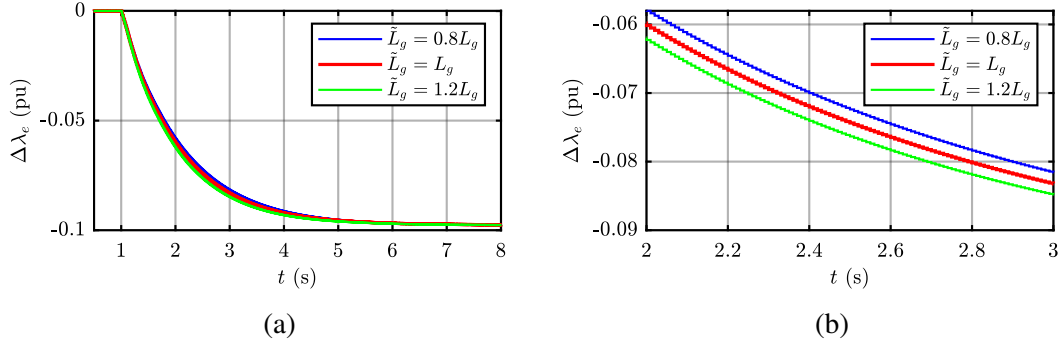 0
-0.05
-0.1
Δλₑ (pu)
1 2 3 4 5 6 7 8
t (s)
L̃_g = 0.8L_g
L̃_g = L_g
L̃_g = 1.2L_g
(a)
-0.06
-0.07
-0.08
-0.09
Δλₑ (pu)
2 2.2 2.4 2.6 2.8 3
t (s)
L̃_g = 0.8L_g
L̃_g = L_g
L̃_g = 1.2L_g
(b)